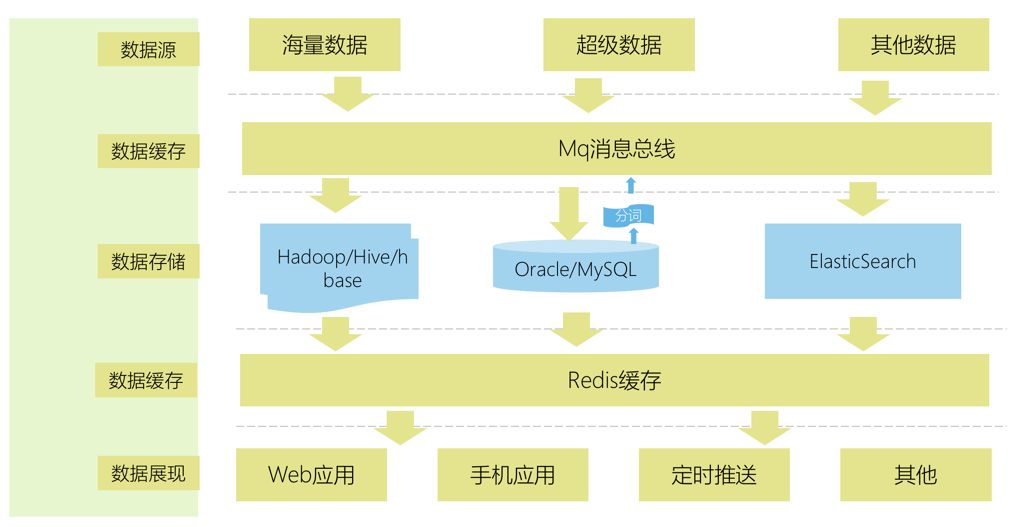 数据源
海量数据
超级数据
其他数据
数据缓存
Mq消息总线
分词
数据存储
Hadoop/Hive/h
base
Oracle/MySQL
ElasticSearch
数据缓存
Redis缓存
数据展现
Web应用
手机应用
定时推送
其他